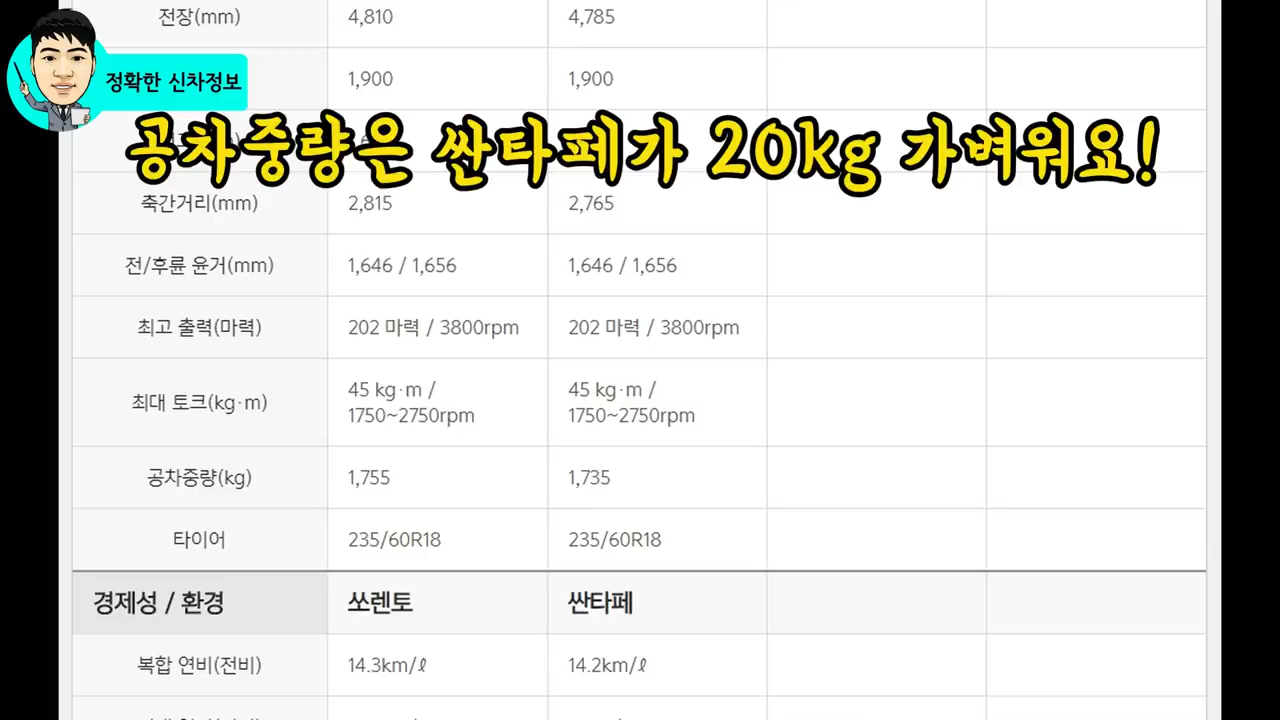 전장(mm) 4,810 4,785
정확한 신차정보
1,900 1,900
공차중량은 싼타페가 20kg 가벼워요!
축간거리(mm) 2,815 2,765
전/후륜 윤거(mm) 1,646 / 1,656 1,646 / 1,656
최고 출력(마력) 202 마력 / 3800rpm 202 마력 / 3800rpm
최대 토크(kg·m) 45 kg·m / 1750~2750rpm 45 kg·m / 1750~2750rpm
공차중량(kg) 1,755 1,735
타이어 235/60R18 235/60R18
경제성 / 환경 쏘렌토 싼타페
복합 연비(전비) 14.3km/ℓ 14.2km/ℓ